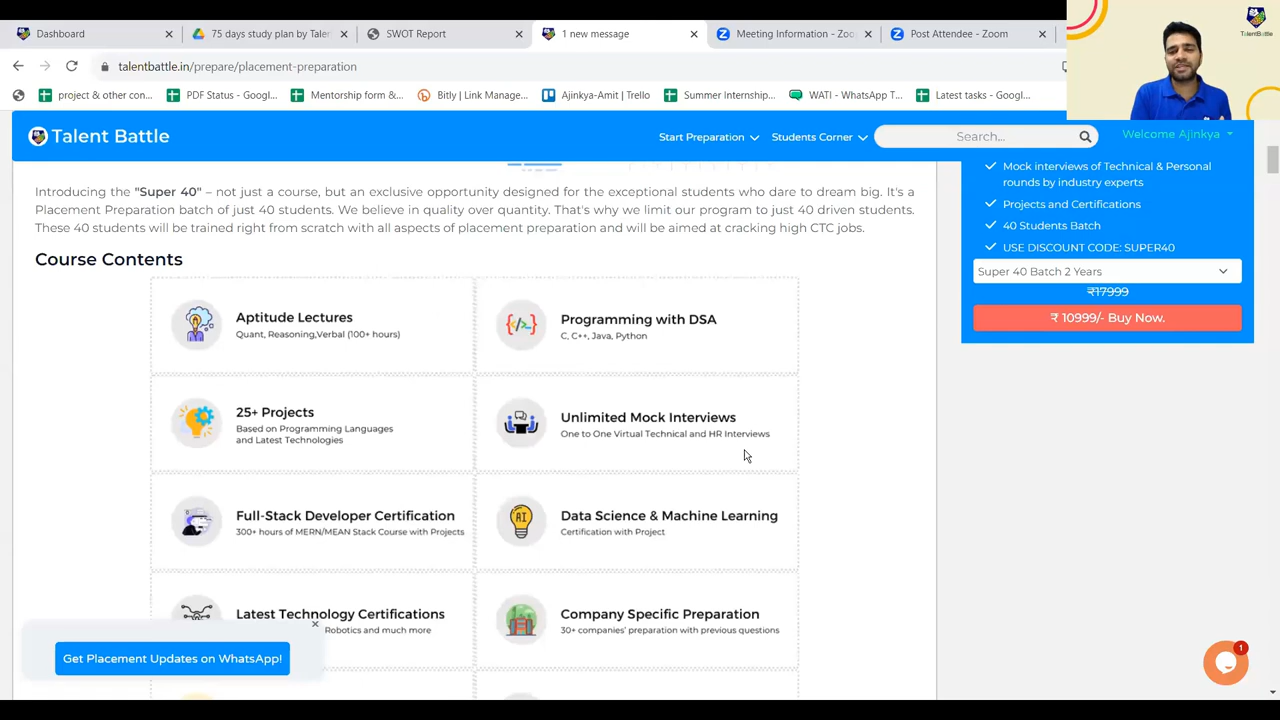 Dashboard
75 days study plan by Talen
SWOT Report
1 new message
Meeting Information - Zoo
Post Attendee - Zoom
TalentBattle
talentbattle.in/prepare/placement-preparation
project & other con...
PDF Status - Googl...
Mentorship form &...
Bitly | Link Manage...
Ajinkya-Amit | Trello
Summer Internship...
WATI - WhatsApp T...
Latest tasks - Googl...
Talent Battle
Start Preparation
Students Corner
Search...
Welcome Ajinkya
Introducing the "Super 40" – not just a course, but an exclusive opportunity designed for the exceptional students who dare to dream big. It's a
Placement Preparation batch of just 40 students. We believe in quality over quantity. That's why we limit our program to just 40 driven students.
These 40 students will be trained right from scratch with all aspects of placement preparation and will be aimed at cracking high CTC jobs.
Course Contents
Aptitude Lectures
Quant, Reasoning,Verbal (100+ hours)
Programming with DSA
C, C++, Java, Python
25+ Projects
Based on Programming Languages
and Latest Technologies
Unlimited Mock Interviews
One to One Virtual Technical and HR Interviews
Full-Stack Developer Certification
300+ hours of MERN/MEAN Stack Course with Projects
AI
Data Science & Machine Learning
Certification with Project
Latest Technology Certifications
Robotics and much more
Company Specific Preparation
30+ companies' preparation with previous questions
Mock interviews of Technical & Personal
rounds by industry experts
Projects and Certifications
40 Students Batch
USE DISCOUNT CODE: SUPER40
Super 40 Batch 2 Years
₹17999
₹ 10999/- Buy Now.
Get Placement Updates on WhatsApp!
1